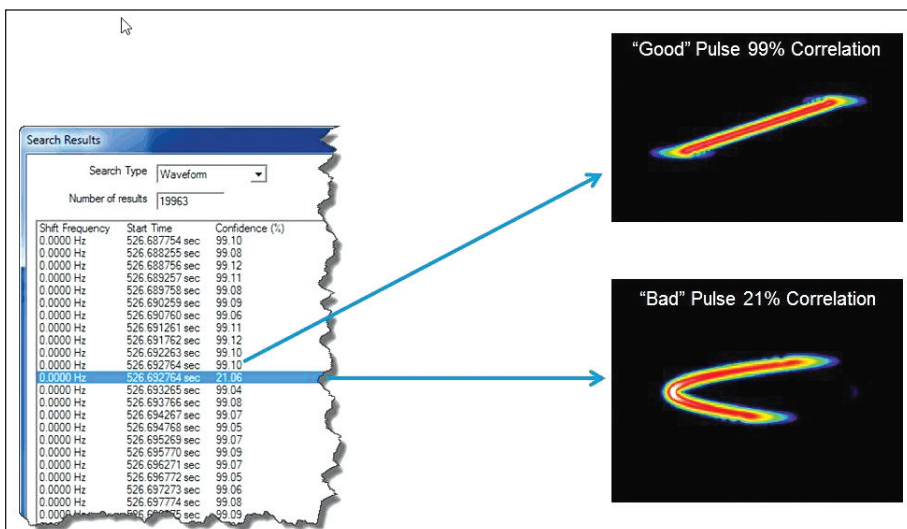 "Good" Pulse 99% Correlation
Search Results
Search Type Waveform
Number of results 19963
Shift Frequency Start Time Confidence (%)
0.0000 Hz 526.687754 sec 99.10
0.0000 Hz 526.688255 sec 99.08
0.0000 Hz 526.688756 sec 99.12
0.0000 Hz 526.689257 sec 99.11
0.0000 Hz 526.689758 sec 99.08
0.0000 Hz 526.690259 sec 99.09
0.0000 Hz 526.690760 sec 99.06
0.0000 Hz 526.691261 sec 99.11
0.0000 Hz 526.691762 sec 99.12
0.0000 Hz 526.692263 sec 99.10
0.0000 Hz 526.692764 sec 99.10
0.0000 Hz 526.692764 sec 21.06
0.0000 Hz 526.693265 sec 99.04
0.0000 Hz 526.693766 sec 99.08
0.0000 Hz 526.694267 sec 99.07
0.0000 Hz 526.694768 sec 99.05
0.0000 Hz 526.695269 sec 99.07
0.0000 Hz 526.695770 sec 99.09
0.0000 Hz 526.696271 sec 99.07
0.0000 Hz 526.696772 sec 99.05
0.0000 Hz 526.697273 sec 99.06
0.0000 Hz 526.697774 sec 99.08
0.0000 Hz sec 99.09
"Bad" Pulse 21% Correlation